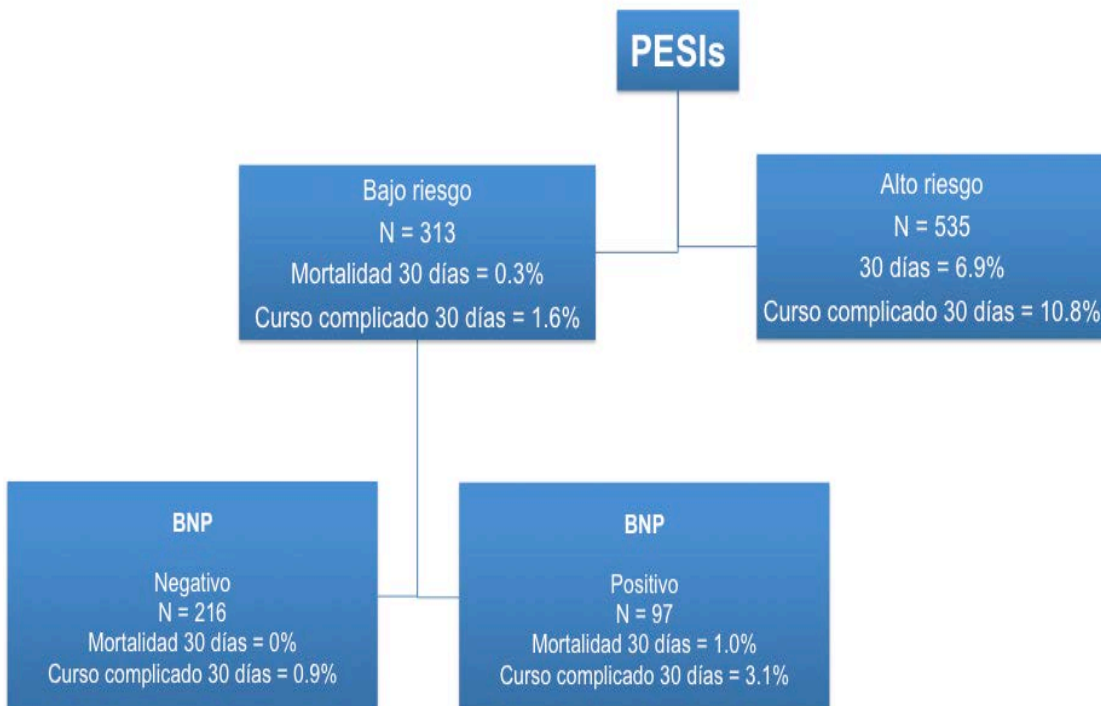 PESIs
Bajo riesgo
N = 313
Mortalidad 30 días = 0.3%
Curso complicado 30 días = 1.6%
Alto riesgo
N = 535
30 días = 6.9%
Curso complicado 30 días = 10.8%
BNP
Negativo
N = 216
Mortalidad 30 días = 0%
Curso complicado 30 días = 0.9%
BNP
Positivo
N = 97
Mortalidad 30 días = 1.0%
Curso complicado 30 días = 3.1%